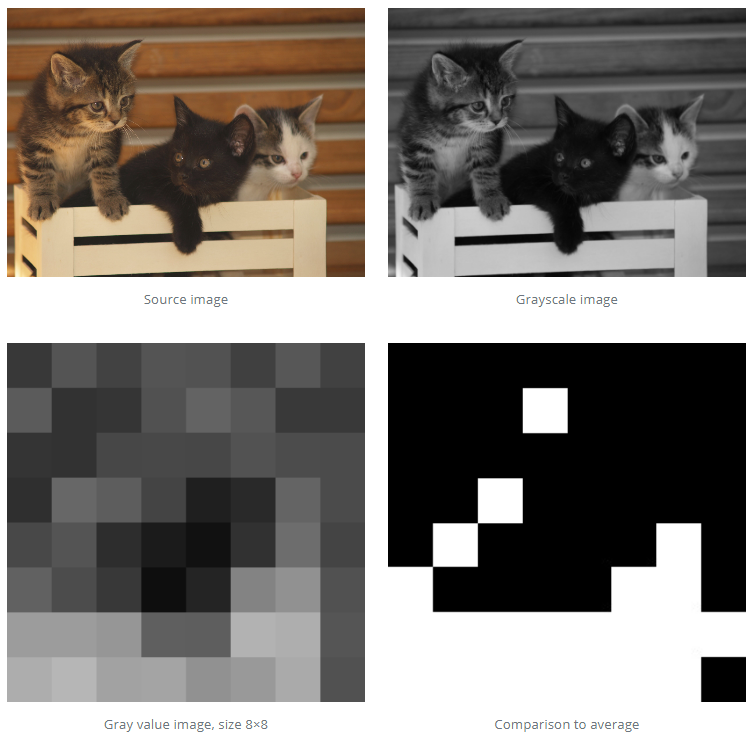 Source image
Grayscale image
Gray value image, size 8×8
Comparison to average